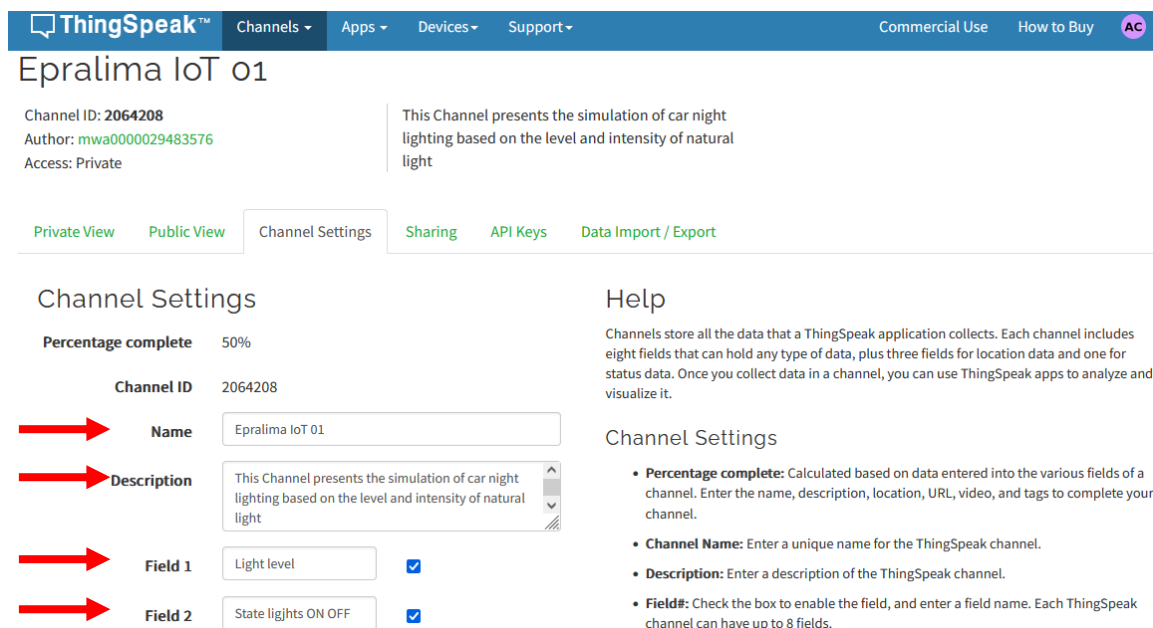 ThingSpeak™ Channels Apps Devices Support Commercial Use How to Buy AC
Epralima IoT 01
Channel ID: 2064208
Author: mwa0000029483576
Access: Private
This Channel presents the simulation of car night
lighting based on the level and intensity of natural
light
Private View Public View Channel Settings Sharing API Keys Data Import / Export
Channel Settings
Percentage complete 50%
Channel ID 2064208
Name Epralima IoT 01
Description This Channel presents the simulation of car night
lighting based on the level and intensity of natural
light
Field 1 Light level
Field 2 State ligjhts ON OFF
Help
Channels store all the data that a ThingSpeak application collects. Each channel includes
eight fields that can hold any type of data, plus three fields for location data and one for
status data. Once you collect data in a channel, you can use ThingSpeak apps to analyze and
visualize it.
Channel Settings
• Percentage complete: Calculated based on data entered into the various fields of a
channel. Enter the name, description, location, URL, video, and tags to complete your
channel.
• Channel Name: Enter a unique name for the ThingSpeak channel.
• Description: Enter a description of the ThingSpeak channel.
• Field#: Check the box to enable the field, and enter a field name. Each ThingSpeak
channel can have up to 8 fields.